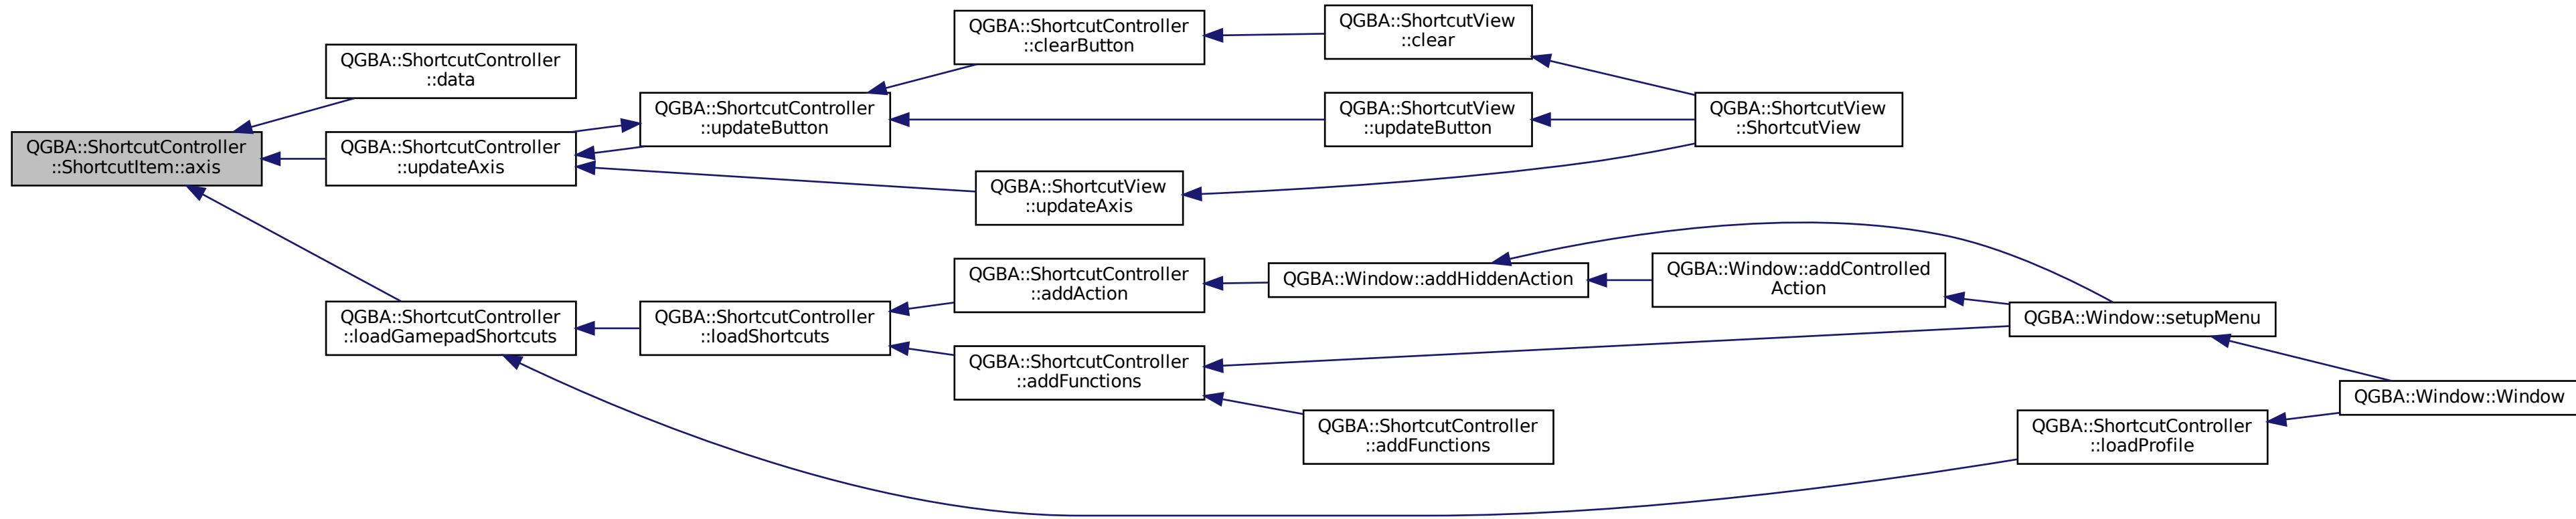 QGBA::ShortcutController
::ShortcutItem::axis
QGBA::ShortcutController
::data
QGBA::ShortcutController
::updateAxis
QGBA::ShortcutController
::updateButton
QGBA::ShortcutController
::clearButton
QGBA::ShortcutView
::clear
QGBA::ShortcutView
::updateButton
QGBA::ShortcutView
::ShortcutView
QGBA::ShortcutView
::updateAxis
QGBA::ShortcutController
::loadGamepadShortcuts
QGBA::ShortcutController
::loadShortcuts
QGBA::ShortcutController
::addAction
QGBA::Window::addHiddenAction
QGBA::Window::addControlled
Action
QGBA::Window::setupMenu
QGBA::ShortcutController
::addFunctions
QGBA::ShortcutController
::addFunctions
QGBA::ShortcutController
::loadProfile
QGBA::Window::Window